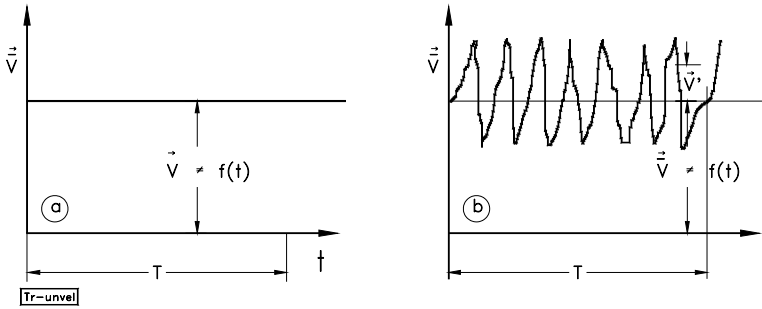 V⃗
V⃗ ≠ f(t)
a
t
T
Tr-unvel
V̄⃗
V⃗'
V̄⃗ ≠ f(t)
b
T